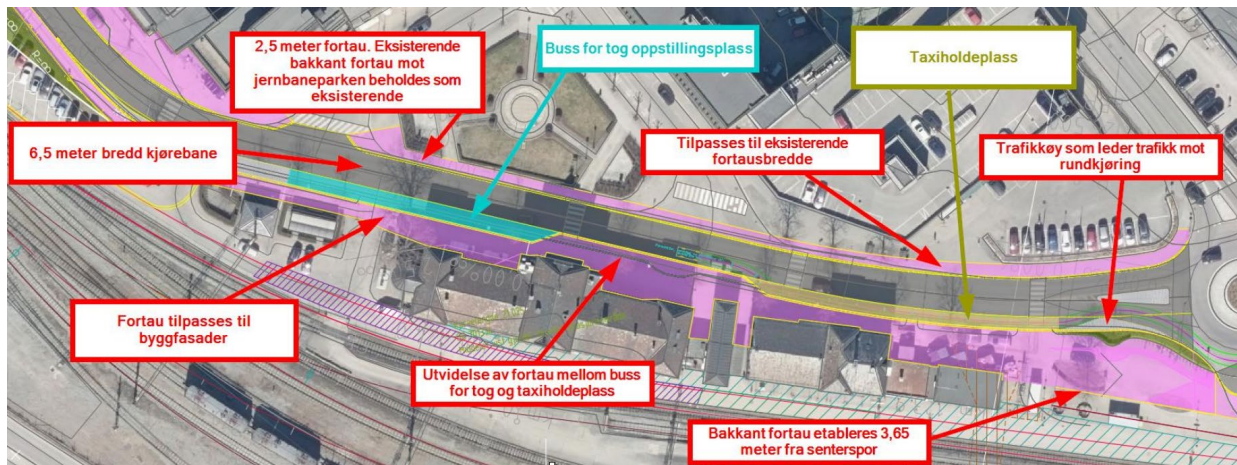 2,5 meter fortau. Eksisterende
bakkant fortau mot
jernbaneparken beholdes som
eksisterende
Buss for tog oppstillingsplass
Taxiholdeplass
6,5 meter bredd kjørebane
Tilpasses til eksisterende
fortausbredde
Trafikkøy som leder trafikk mot
rundkjøring
Fortau tilpasses til
byggfasader
Utvidelse av fortau mellom buss
for tog og taxiholdeplass
Bakkant fortau etableres 3,65
meter fra senterspor